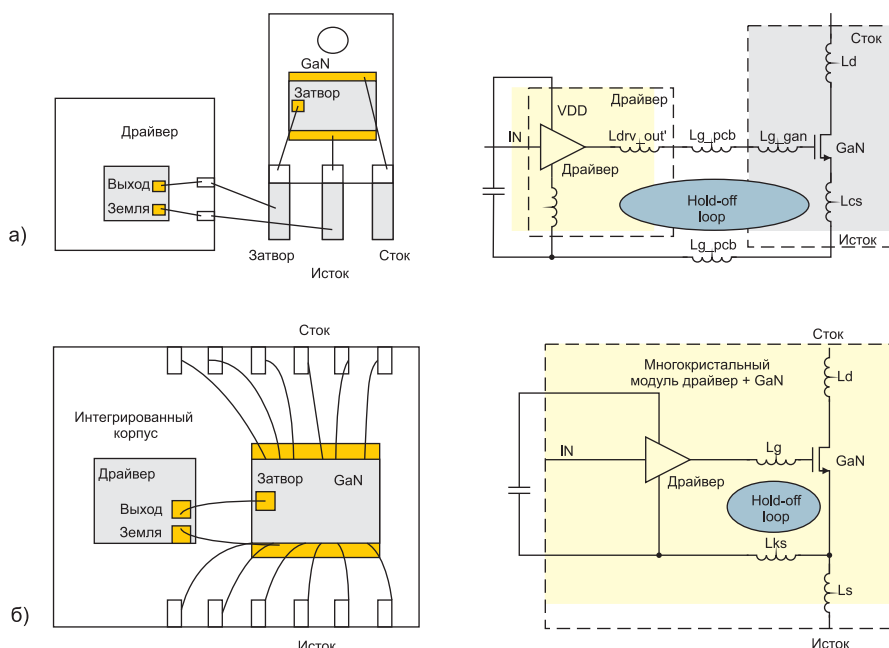 GaN
Затвор
Драйвер
Выход
Земля
а)
Затвор
Сток
Исток
Сток
Ld
Драйвер
VDD
IN
Ldrv_out'
Lg_pcb
Lg_gan
GaN
Драйвер
Hold-off
loop
Lcs
Исток
Lg_pcb
Сток
Интегрированный
корпус
Драйвер
Затвор
GaN
Выход
Земля
б)
Исток
Сток
Многокристальный
модуль драйвер + GaN
Ld
IN
Lg
GaN
Драйвер
Hold-off
loop
Lks
Ls
Исток